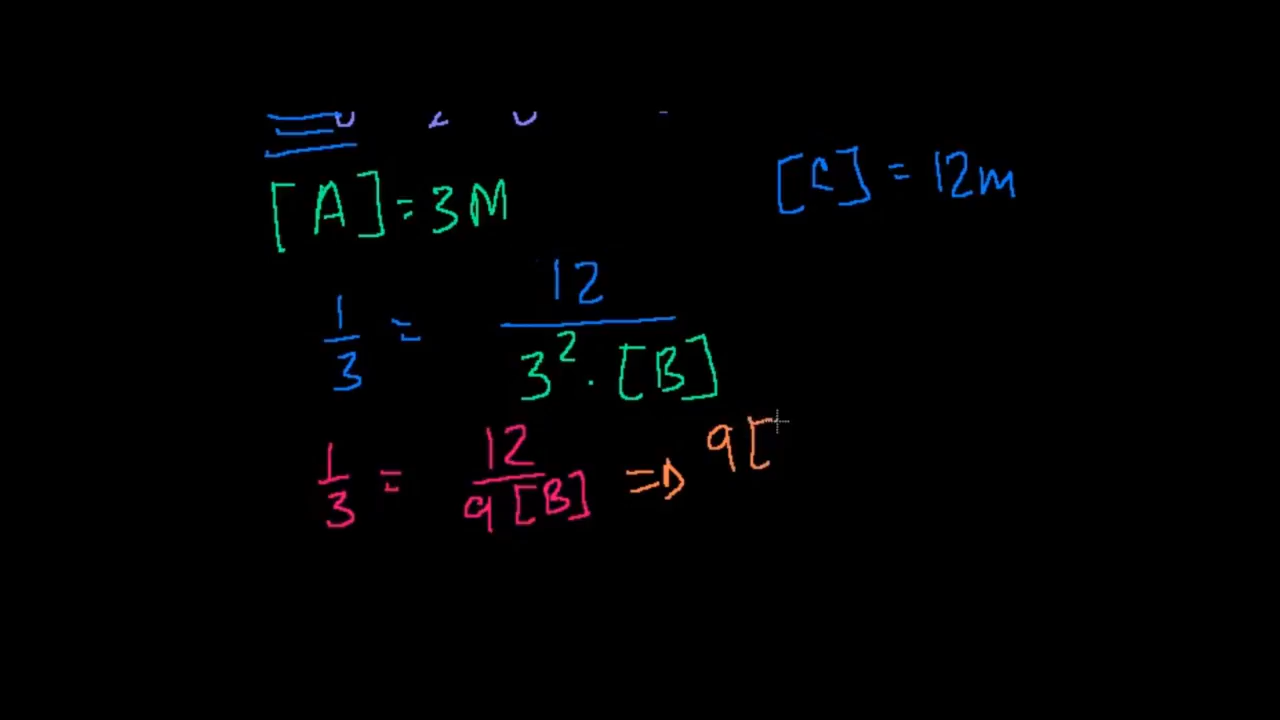 [A] = 3M
[C] = 12m
1/3 = 12/(3² · [B])
1/3 = 12/(9[B]) ⇒ 9[